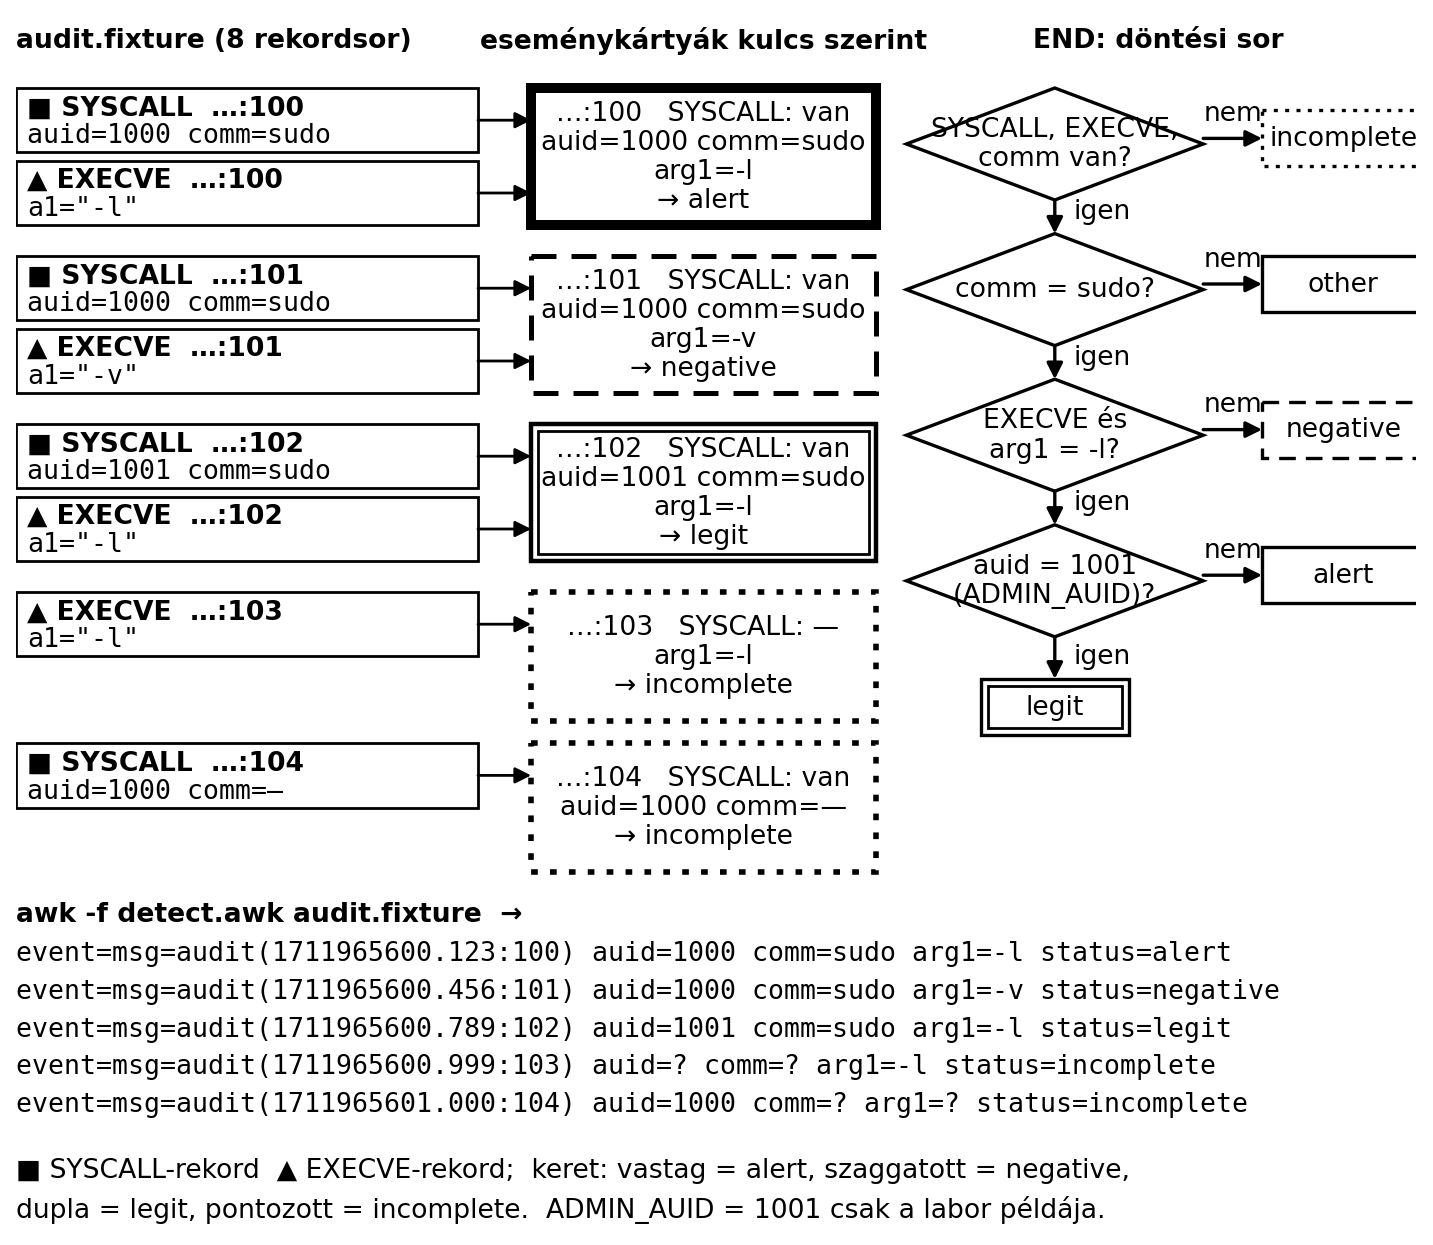 audit.fixture (8 rekordsor)
■ SYSCALL …:100
auid=1000 comm=sudo
▲ EXECVE …:100
a1="-l"
■ SYSCALL …:101
auid=1000 comm=sudo
▲ EXECVE …:101
a1="-v"
■ SYSCALL …:102
auid=1001 comm=sudo
▲ EXECVE …:102
a1="-l"
▲ EXECVE …:103
a1="-l"
■ SYSCALL …:104
auid=1000 comm=—
eseménykártyák kulcs szerint
…:100 SYSCALL: van
auid=1000 comm=sudo
arg1=-l
→ alert
…:101 SYSCALL: van
auid=1000 comm=sudo
arg1=-v
→ negative
…:102 SYSCALL: van
auid=1001 comm=sudo
arg1=-l
→ legit
…:103 SYSCALL: —
arg1=-l
→ incomplete
…:104 SYSCALL: van
auid=1000 comm=—
→ incomplete
END: döntési sor
SYSCALL, EXECVE,
comm van?
nem
incomplete
igen
comm = sudo?
nem
other
igen
EXECVE és
arg1 = -l?
nem
negative
igen
auid = 1001
(ADMIN_AUID)?
nem
alert
igen
legit
awk -f detect.awk audit.fixture →
event=msg=audit(1711965600.123:100) auid=1000 comm=sudo arg1=-l status=alert
event=msg=audit(1711965600.456:101) auid=1000 comm=sudo arg1=-v status=negative
event=msg=audit(1711965600.789:102) auid=1001 comm=sudo arg1=-l status=legit
event=msg=audit(1711965600.999:103) auid=? comm=? arg1=-l status=incomplete
event=msg=audit(1711965601.000:104) auid=1000 comm=? arg1=? status=incomplete
■ SYSCALL-rekord ▲ EXECVE-rekord; keret: vastag = alert, szaggatott = negative,
dupla = legit, pontozott = incomplete. ADMIN_AUID = 1001 csak a labor példája.